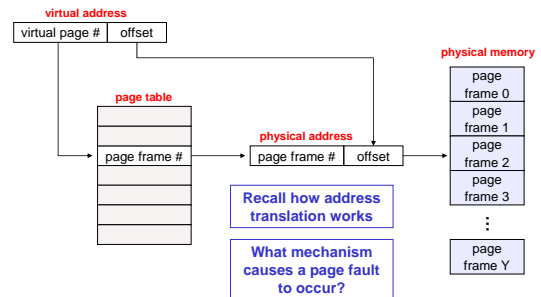 virtual address
virtual page #
offset
physical memory
page
frame 0
page
frame 1
page
frame 2
page
frame 3
⋮
page
frame Y
page table
page frame #
physical address
page frame #
offset
Recall how address
translation works
What mechanism
causes a page fault
to occur?